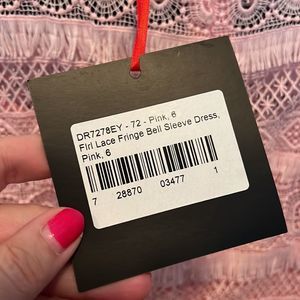 DR7278EY - 72 - Pink, 6
Flrl Lace Fringe Bell Sleeve Dress,
Pink, 6
7 28870 03477 1